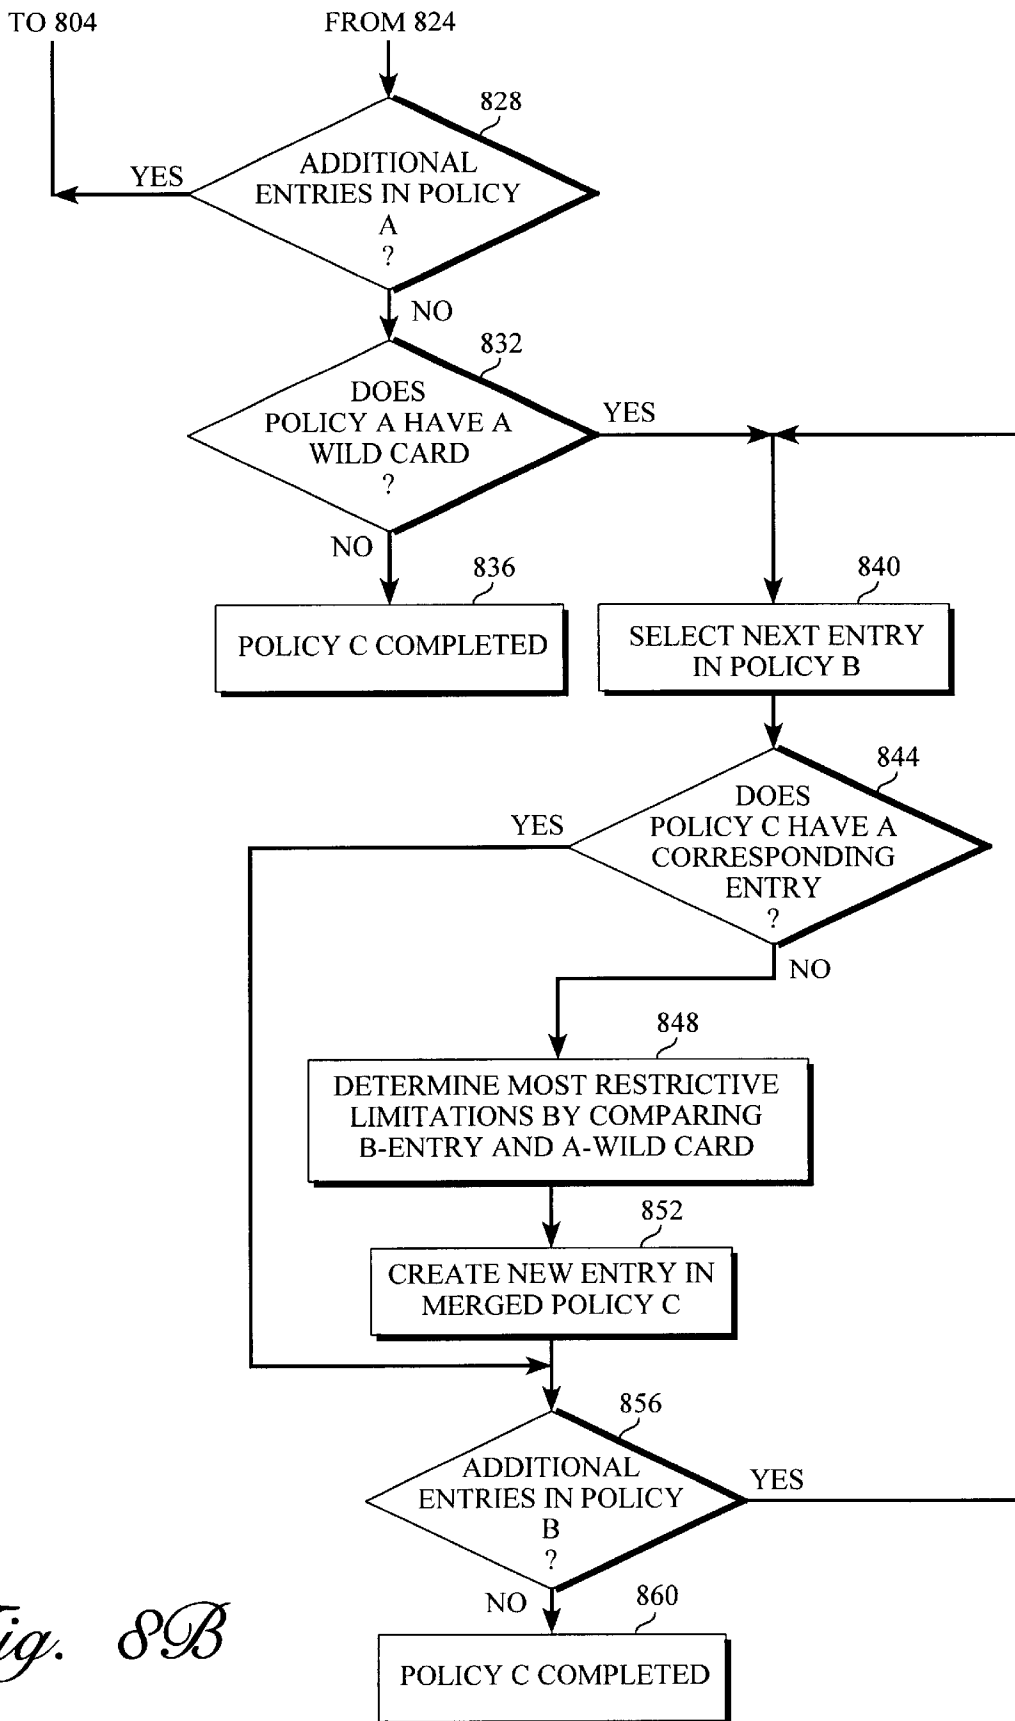 TO 804
FROM 824
828
ADDITIONAL
ENTRIES IN POLICY
A
?
YES
NO
832
DOES
POLICY A HAVE A
WILD CARD
?
YES
NO
836
POLICY C COMPLETED
840
SELECT NEXT ENTRY
IN POLICY B
844
DOES
POLICY C HAVE A
CORRESPONDING
ENTRY
?
YES
NO
848
DETERMINE MOST RESTRICTIVE
LIMITATIONS BY COMPARING
B-ENTRY AND A-WILD CARD
852
CREATE NEW ENTRY IN
MERGED POLICY C
856
ADDITIONAL
ENTRIES IN POLICY
B
?
YES
NO
860
POLICY C COMPLETED
ig. 8B